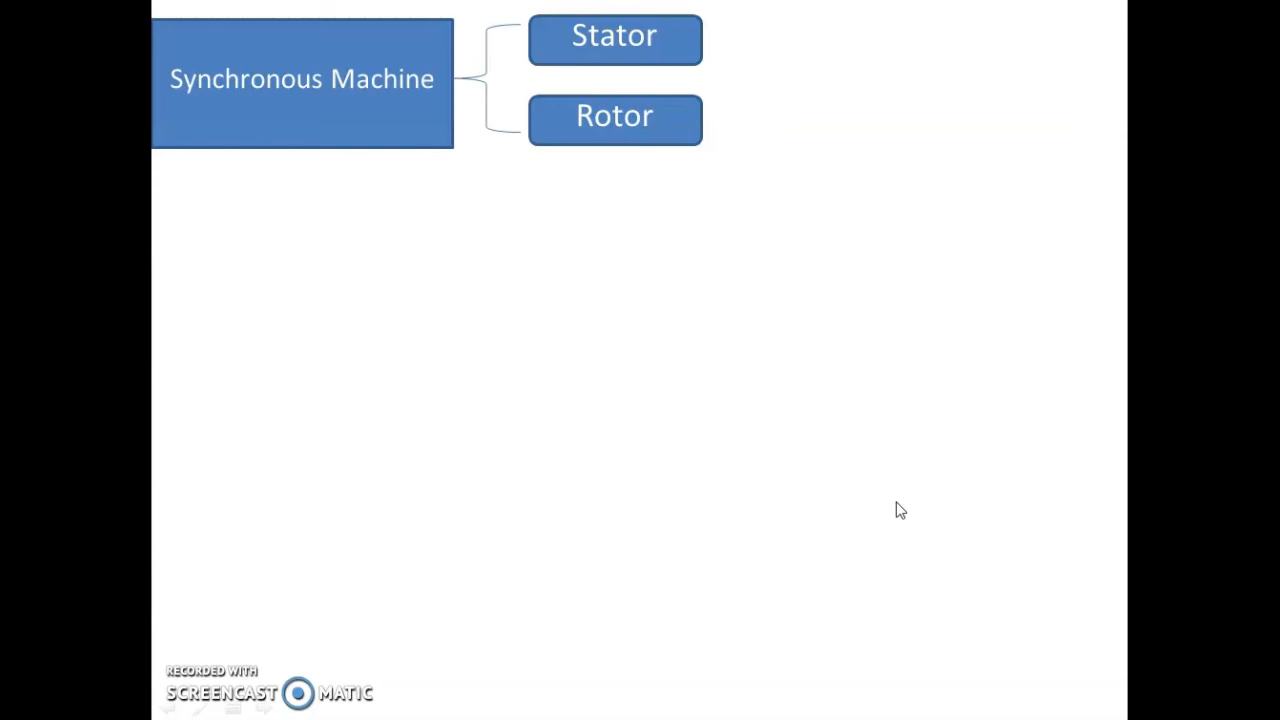 Synchronous Machine
Stator
Rotor
RECORDED WITH
SCREENCAST MATIC